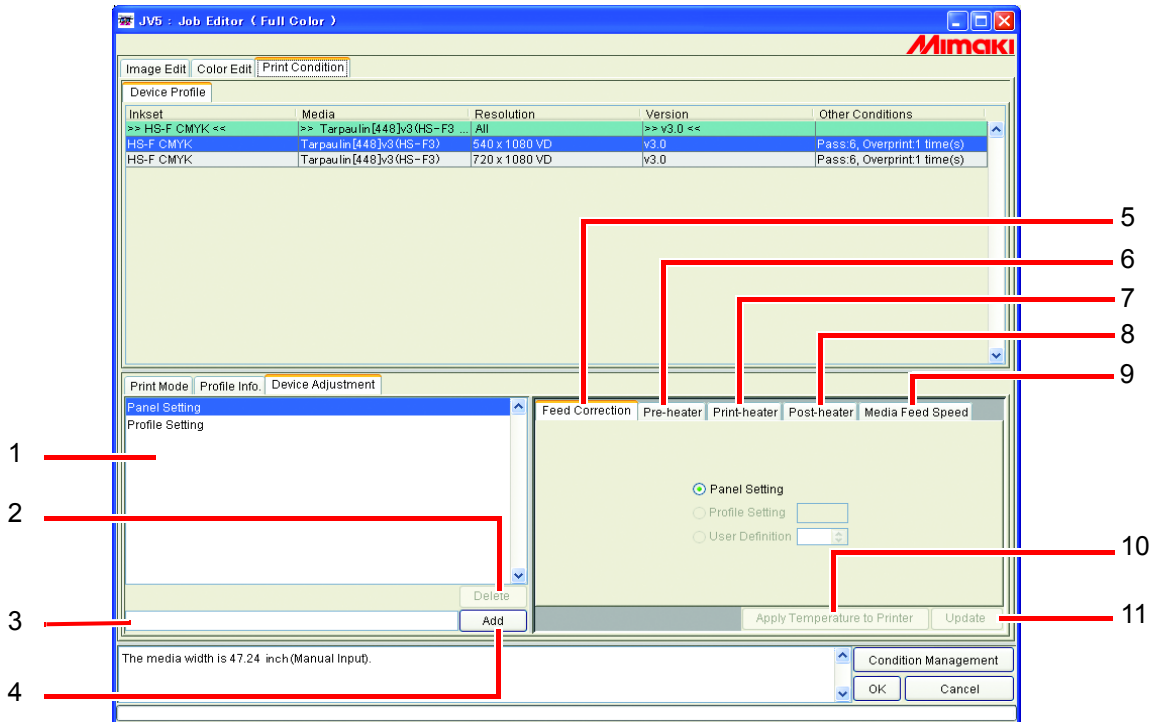 JV5 : Job Editor ( Full Color )
Mimaki
Image Edit Color Edit Print Condition
Device Profile
Inkset Media Resolution Version Other Conditions
>> HS-F CMYK << >> Tarpaulin[448]v3(HS-F3 ... All >> v3.0 <<
HS-F CMYK Tarpaulin[448]v3(HS-F3) 540 x 1080 VD v3.0 Pass:6, Overprint:1 time(s)
HS-F CMYK Tarpaulin[448]v3(HS-F3) 720 x 1080 VD v3.0 Pass:6, Overprint:1 time(s)
5
6
7
8
9
Print Mode Profile Info. Device Adjustment
Panel Setting
Profile Setting
Feed Correction Pre-heater Print-heater Post-heater Media Feed Speed
1
Panel Setting
Profile Setting
User Definition
2
10
Delete
3
Add
Apply Temperature to Printer Update
11
The media width is 47.24 inch(Manual Input).
Condition Management
4
OK Cancel